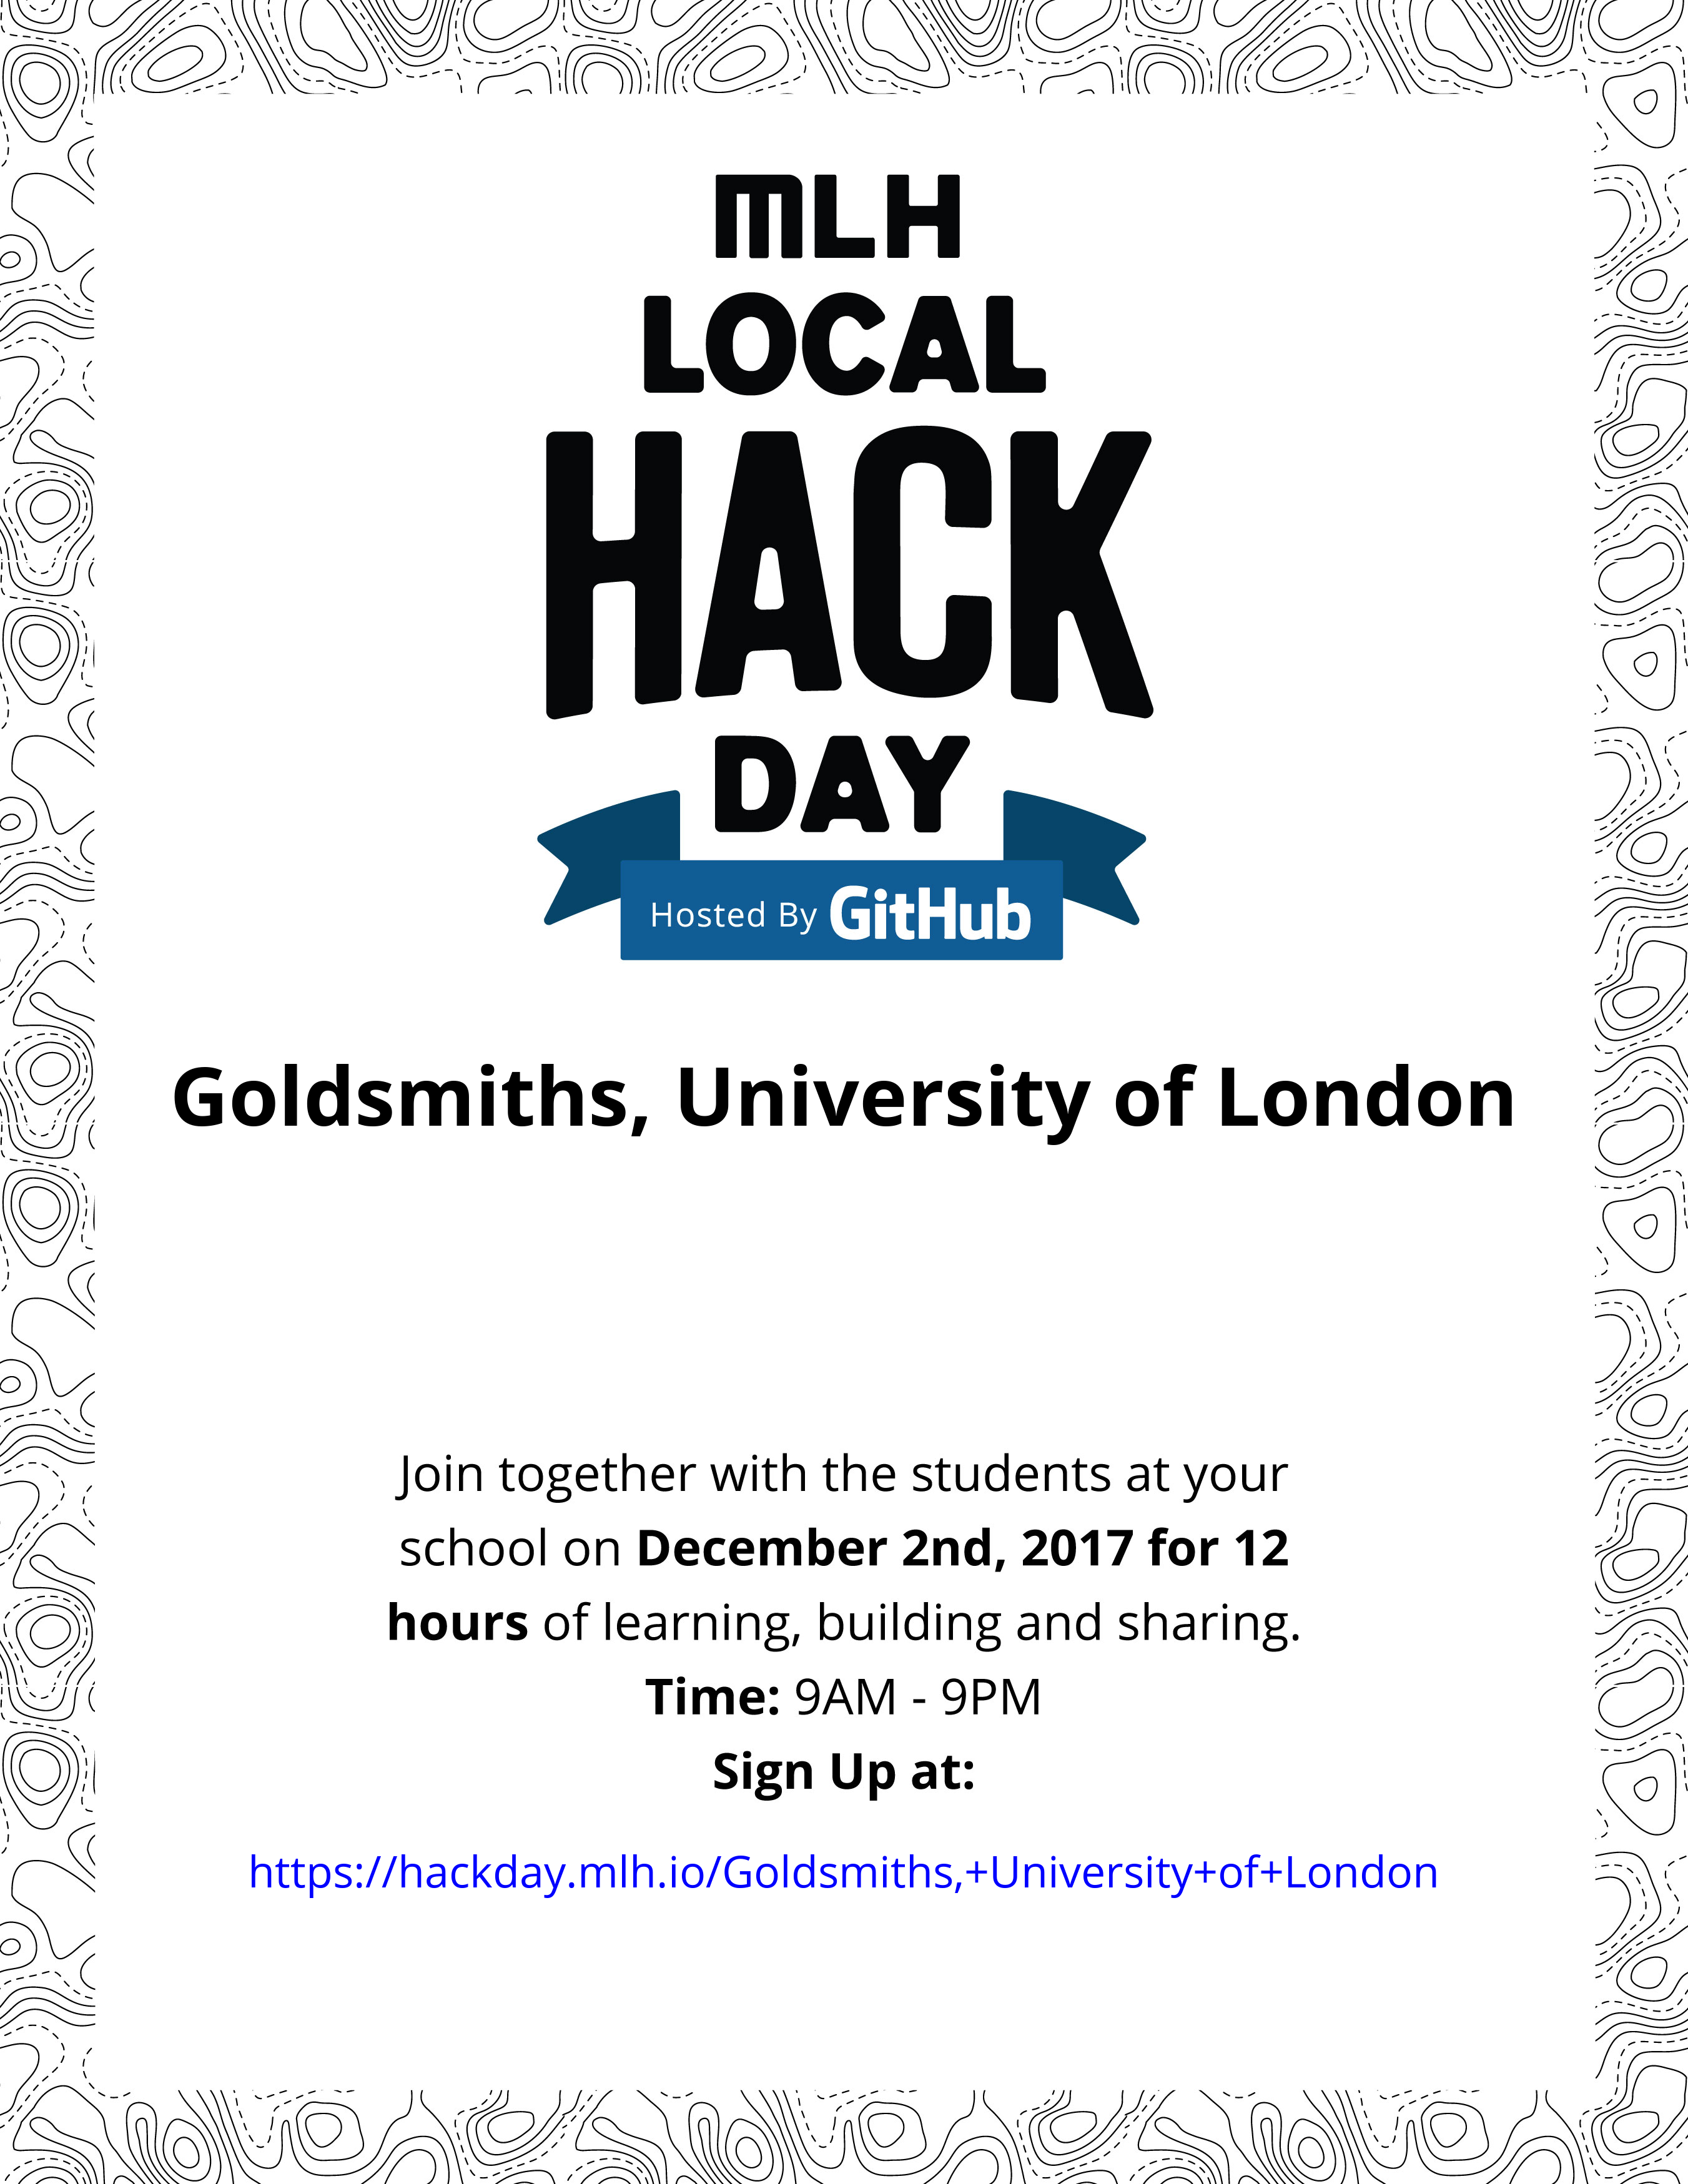 MLH
LOCAL
HACK
DAY
Hosted By GitHub
Goldsmiths, University of London
Join together with the students at your
school on December 2nd, 2017 for 12
hours of learning, building and sharing.
Time: 9AM - 9PM
Sign Up at:
https://hackday.mlh.io/Goldsmiths,+University+of+London